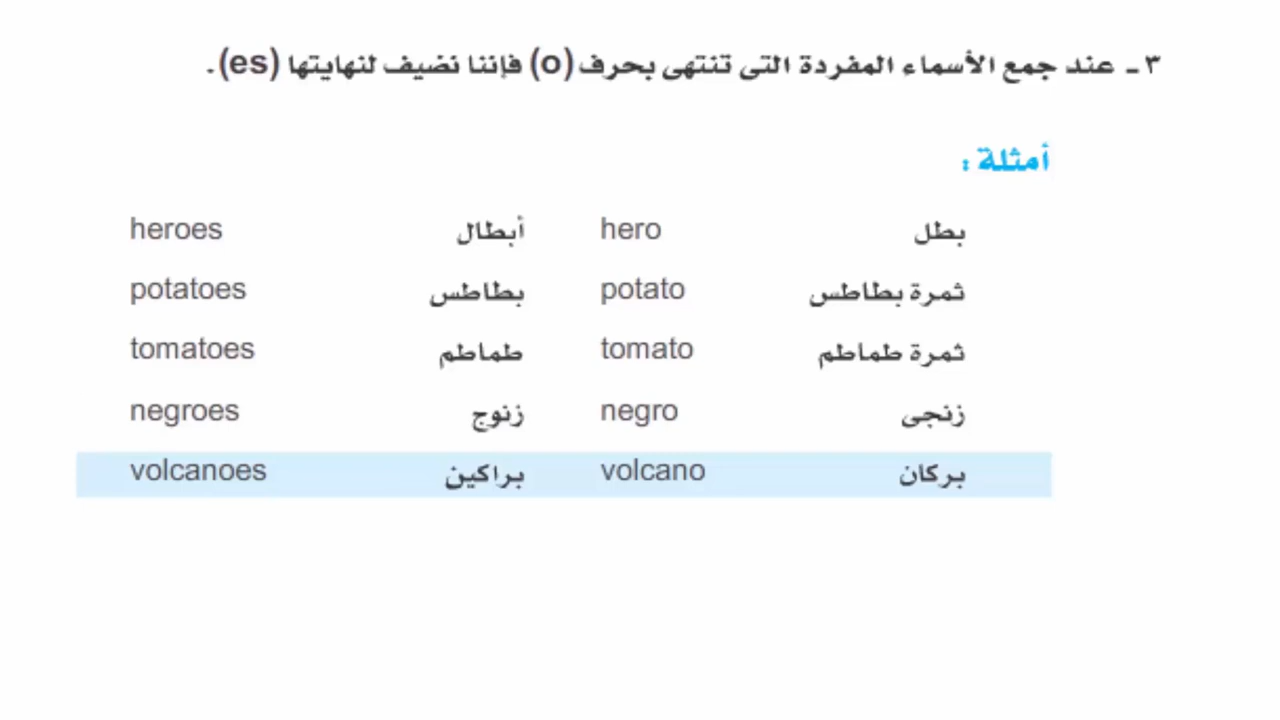 ٣ ـ عند جمع الأسماء المفردة التى تنتهى بحرف (o) فإننا نضيف لنهايتها (es) .
أمثلة :
بطل hero أبطال heroes
ثمرة بطاطس potato بطاطس potatoes
ثمرة طماطم tomato طماطم tomatoes
زنجى negro زنوج negroes
بركان volcano براكين volcanoes